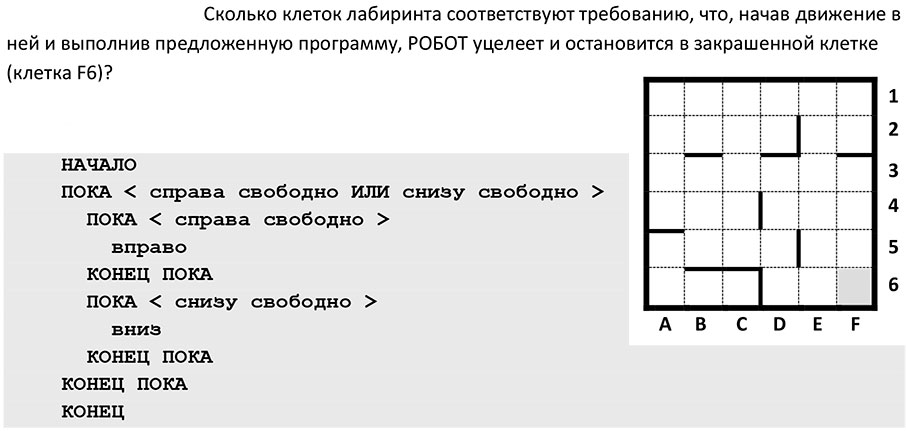 Сколько клеток лабиринта соответствуют требованию, что, начав движение в
ней и выполнив предложенную программу, РОБОТ уцелеет и остановится в закрашенной клетке
(клетка F6)?
НАЧАЛО
ПОКА < справа свободно ИЛИ снизу свободно >
ПОКА < справа свободно >
вправо
КОНЕЦ ПОКА
ПОКА < снизу свободно >
вниз
КОНЕЦ ПОКА
КОНЕЦ ПОКА
КОНЕЦ
1
2
3
4
5
6
A B C D E F